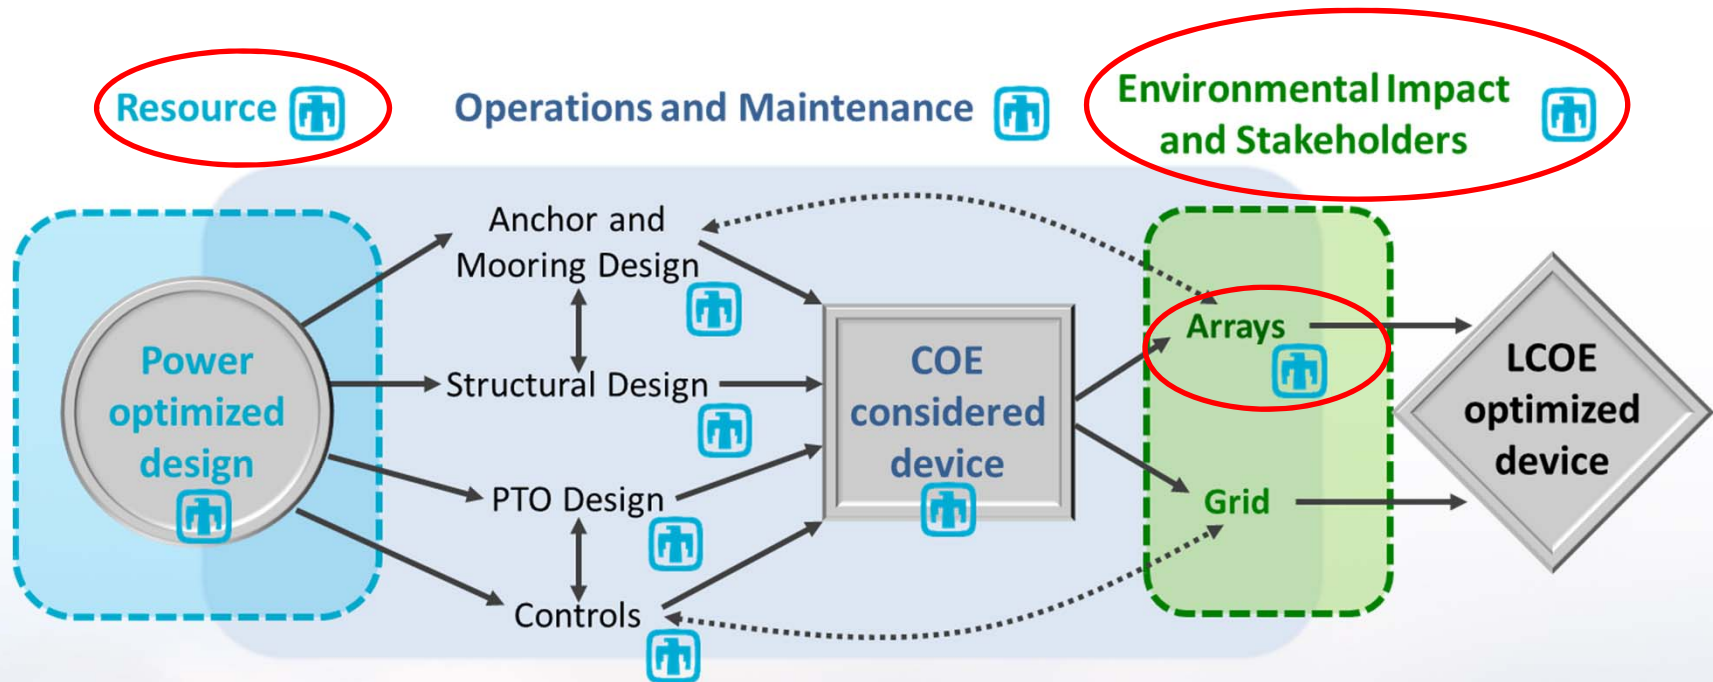 Resource
Operations and Maintenance
Environmental Impact
and Stakeholders
Power
optimized
design
Anchor and
Mooring Design
Structural Design
PTO Design
Controls
COE
considered
device
Arrays
Grid
LCOE
optimized
device